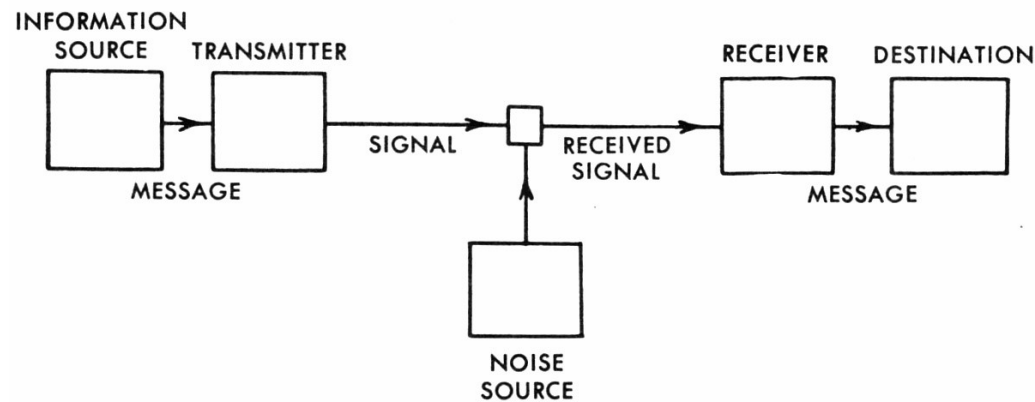 INFORMATION
SOURCE
TRANSMITTER
RECEIVER
DESTINATION
SIGNAL
RECEIVED
SIGNAL
MESSAGE
MESSAGE
NOISE
SOURCE